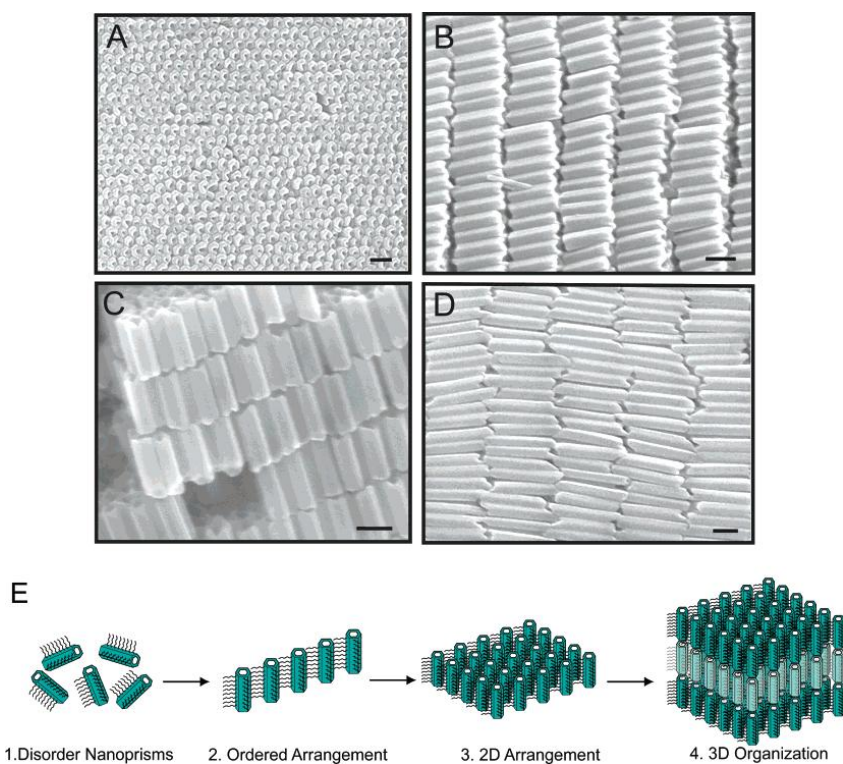 A
B
C
D
E
1.Disorder Nanoprisms
2. Ordered Arrangement
3. 2D Arrangement
4. 3D Organization